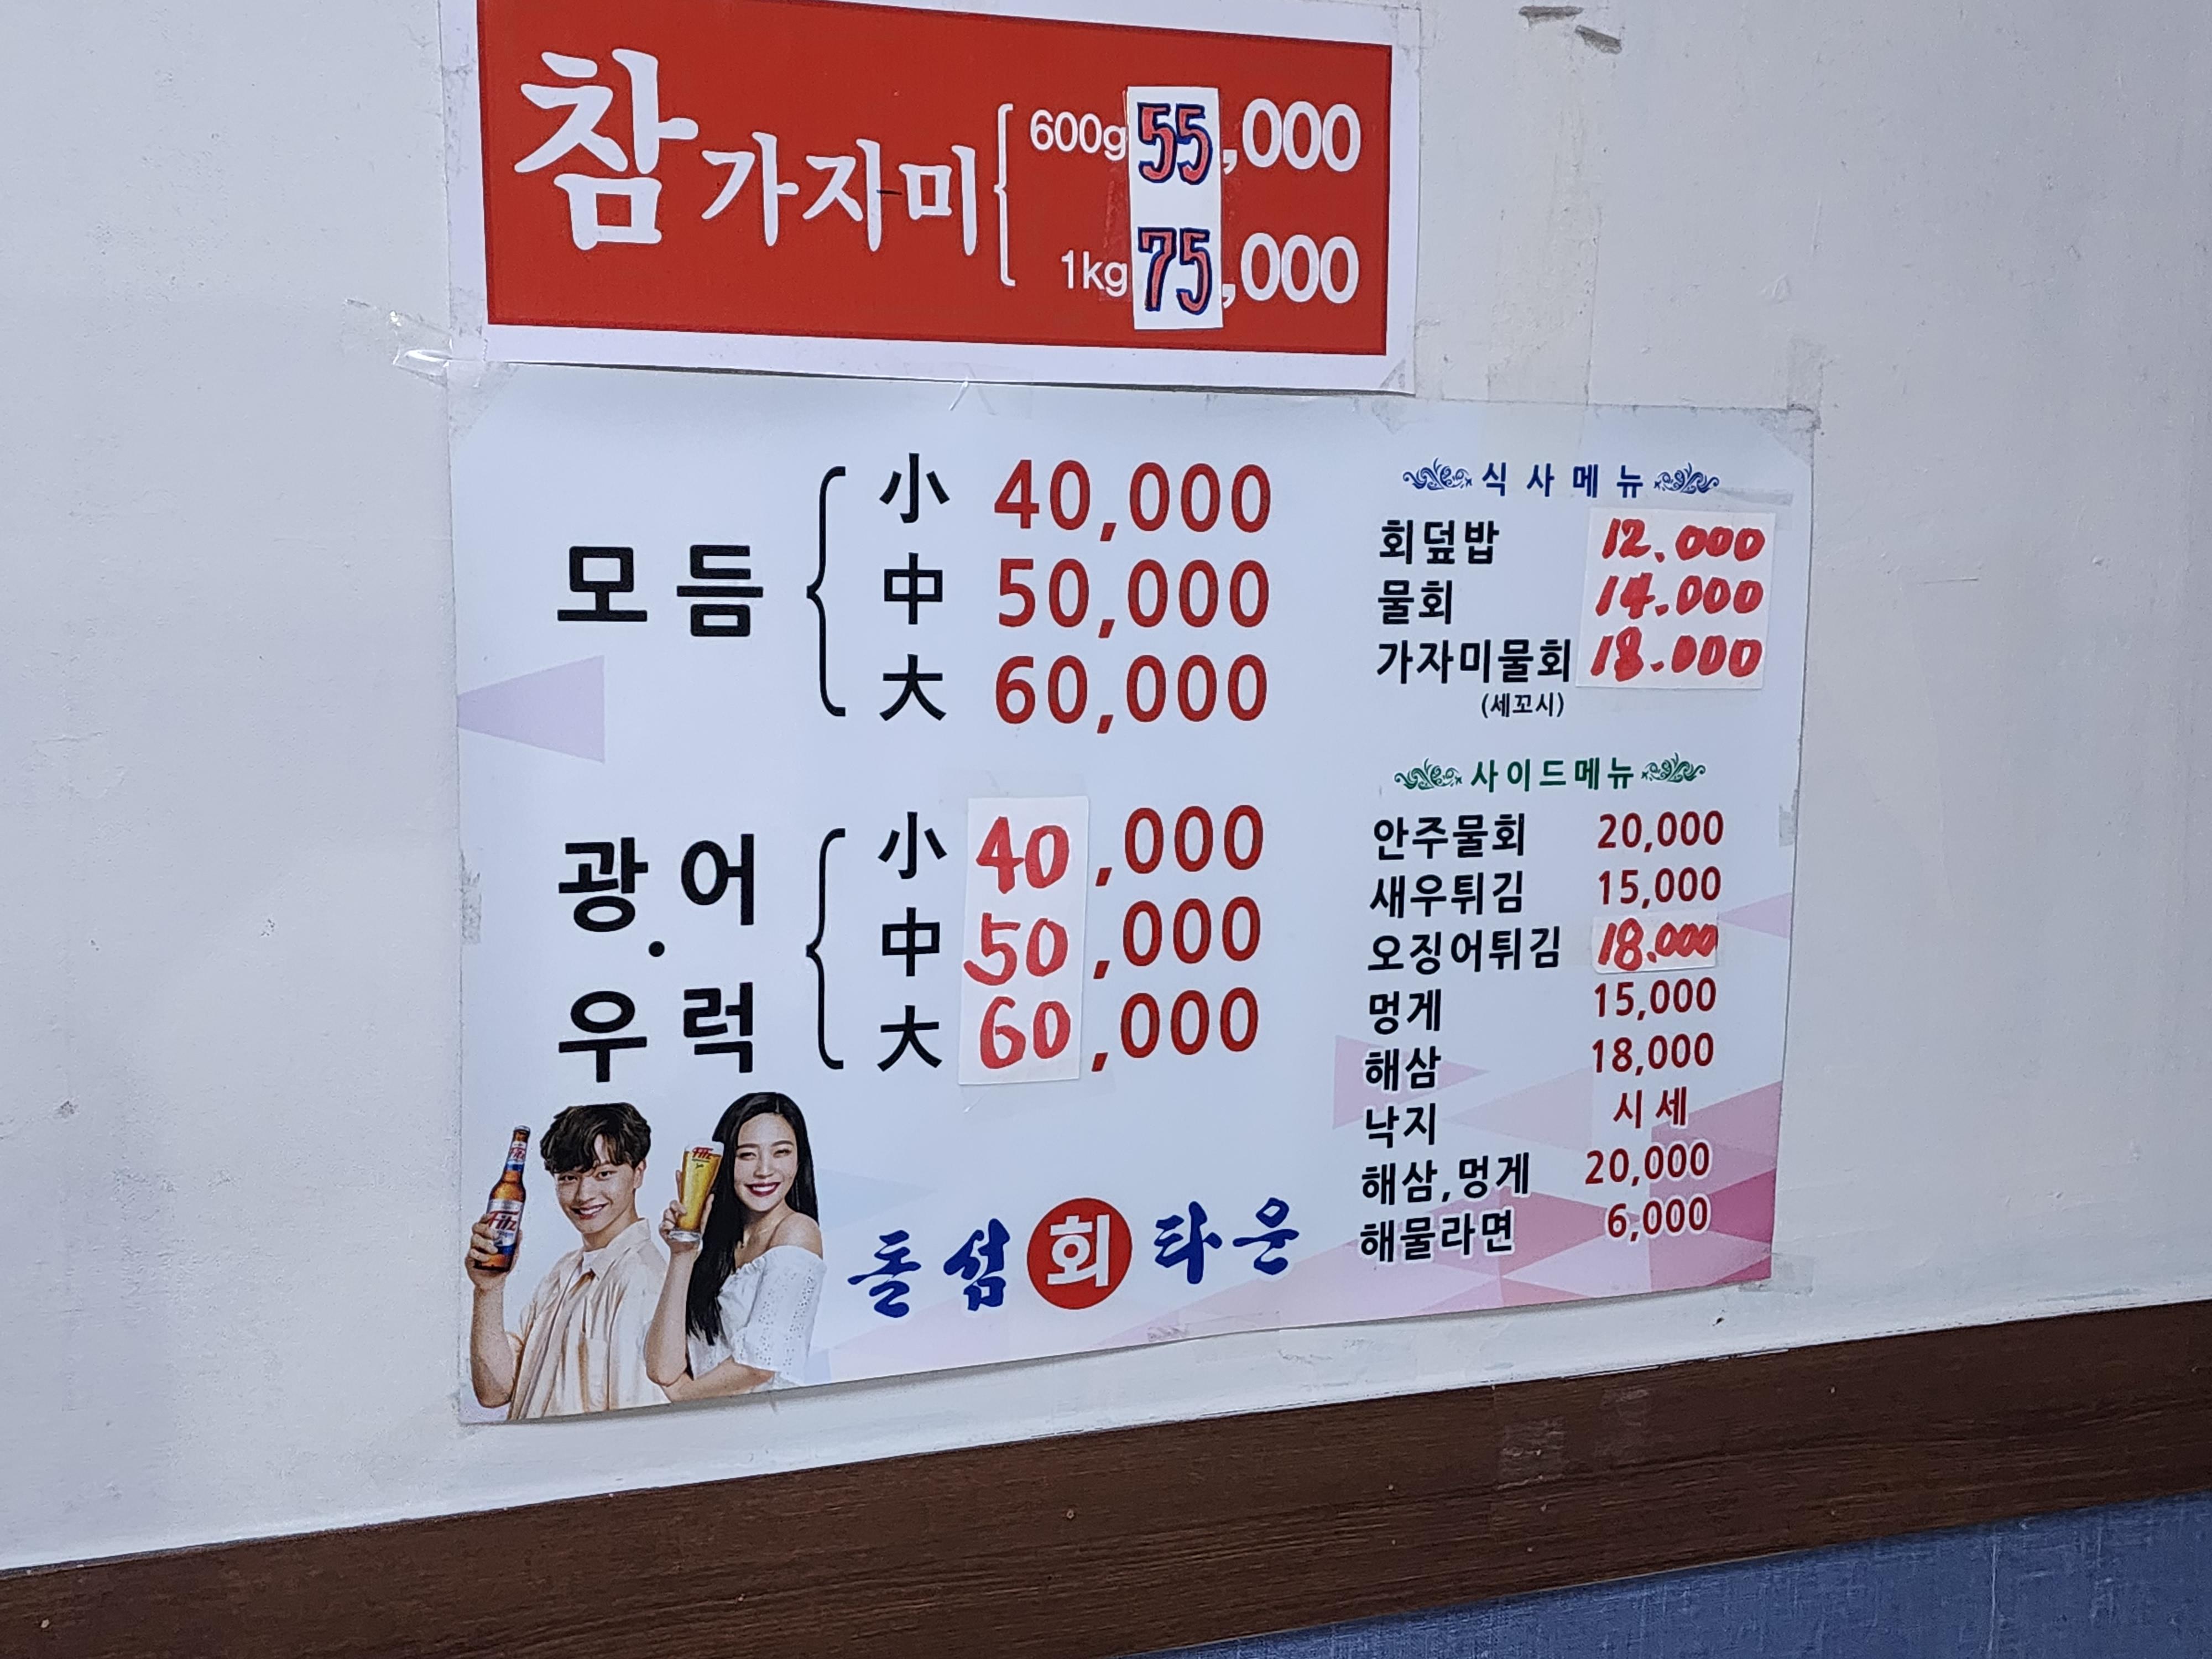 참가자미
600g 55,000
1kg 75,000
모듬
小 40,000
中 50,000
大 60,000
광어
·
우럭
小 40,000
中 50,000
大 60,000
식사메뉴
회덮밥 12.000
물회 14.000
가자미물회 18.000
(세꼬시)
사이드메뉴
안주물회 20,000
새우튀김 15,000
오징어튀김 18.000
멍게 15,000
해삼 18,000
낙지 시세
해삼,멍게 20,000
해물라면 6,000
Fitz
Fitz
돌섬회타운